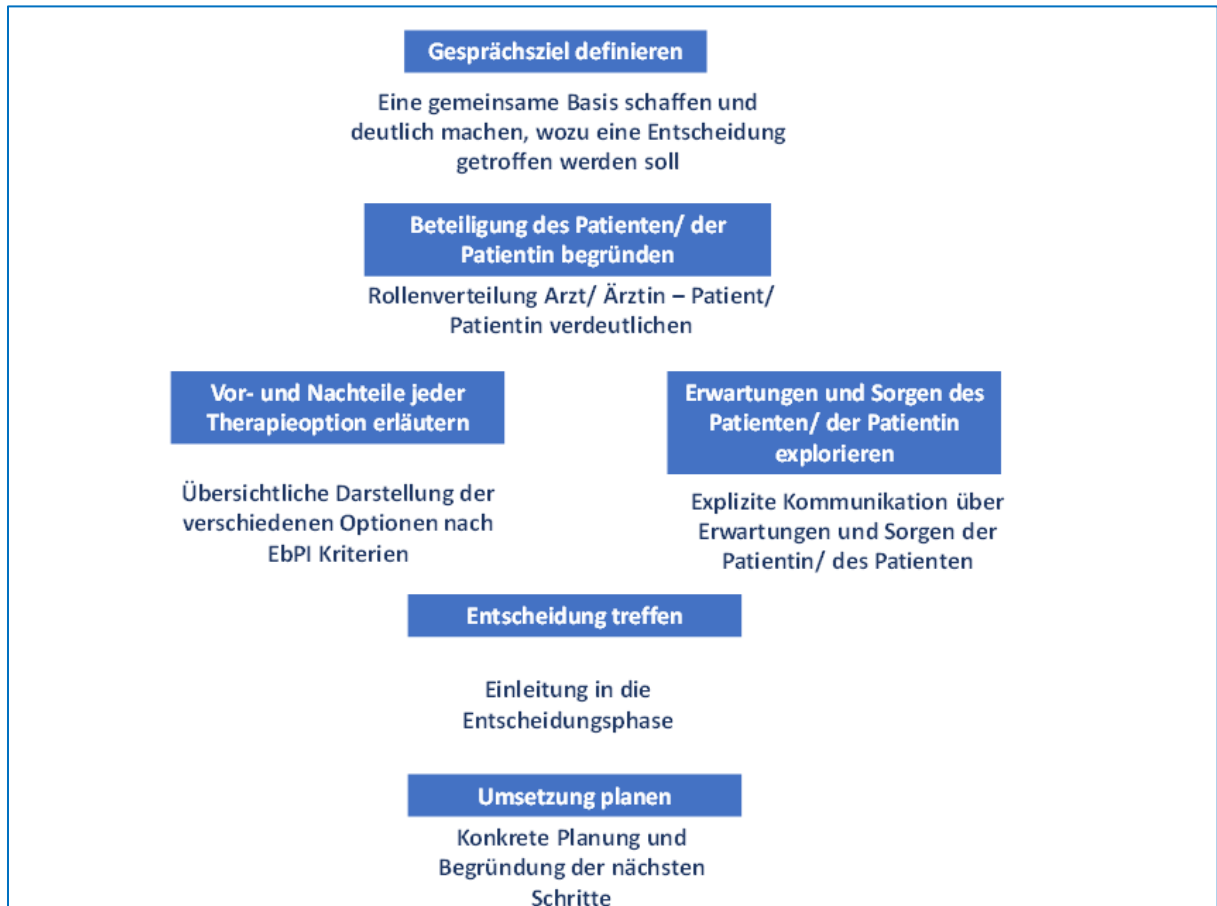 Gesprächsziel definieren
Eine gemeinsame Basis schaffen und
deutlich machen, wozu eine Entscheidung
getroffen werden soll
Beteiligung des Patienten/ der
Patientin begründen
Rollenverteilung Arzt/ Ärztin – Patient/
Patientin verdeutlichen
Vor- und Nachteile jeder
Therapieoption erläutern
Übersichtliche Darstellung der
verschiedenen Optionen nach
EbPI Kriterien
Erwartungen und Sorgen des
Patienten/ der Patientin
explorieren
Explizite Kommunikation über
Erwartungen und Sorgen der
Patientin/ des Patienten
Entscheidung treffen
Einleitung in die
Entscheidungsphase
Umsetzung planen
Konkrete Planung und
Begründung der nächsten
Schritte